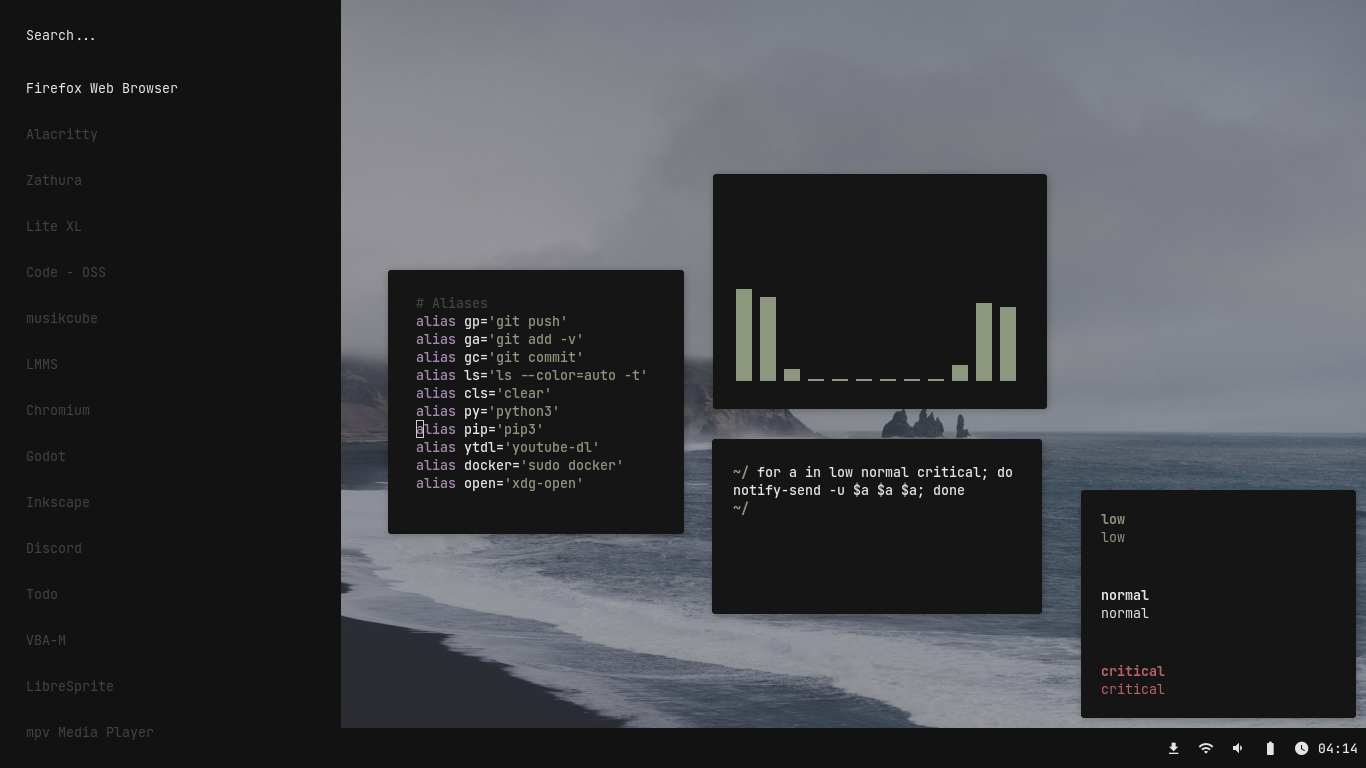 Search...
Firefox Web Browser
Alacritty
Zathura
Lite XL
Code - OSS
musikcube
LMMS
Chromium
Godot
Inkscape
Discord
Todo
VBA-M
LibreSprite
mpv Media Player
# Aliases
alias gp='git push'
alias ga='git add -v'
alias gc='git commit'
alias ls='ls --color=auto -t'
alias cls='clear'
alias py='python3'
alias pip='pip3'
alias ytdl='youtube-dl'
alias docker='sudo docker'
alias open='xdg-open'
~/ for a in low normal critical; do
notify-send -u $a $a $a; done
~/
low
low
normal
normal
critical
critical
04:14